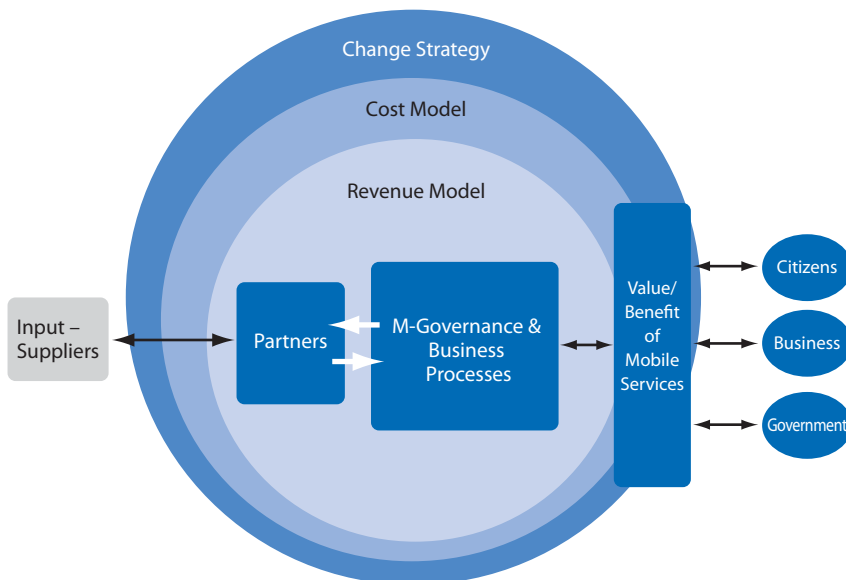 Change Strategy
Cost Model
Revenue Model
Input –
Suppliers
Partners
M-Governance &
Business
Processes
Value/
Benefit
of
Mobile
Services
Citizens
Business
Government